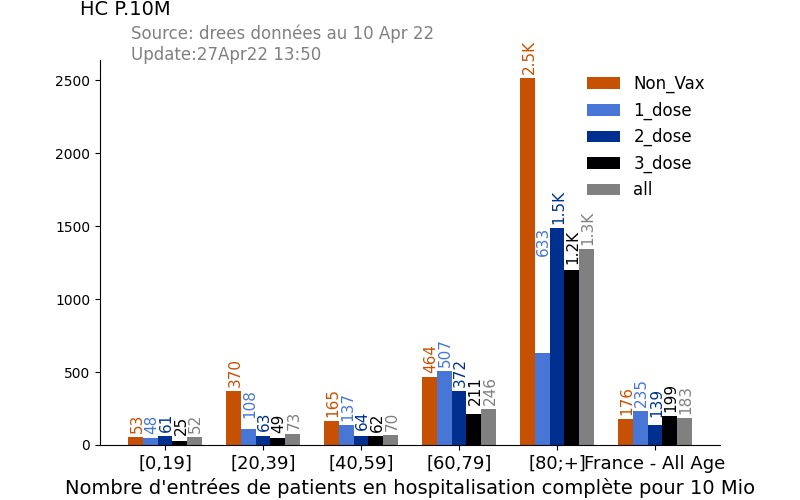 HC P.10M
Source: drees données au 10 Apr 22
Update:27Apr22 13:50
2500
2000
1500
1000
500
0
Non_Vax
1_dose
2_dose
3_dose
all
53 48 61 25 52
370 108 63 49 73
165 137 64 62 70
464 507 372 211 246
2.5K 633 1.5K 1.2K 1.3K
176 235 139 199 183
[0,19] [20,39] [40,59] [60,79] [80;+] France - All Age
Nombre d'entrées de patients en hospitalisation complète pour 10 Mio